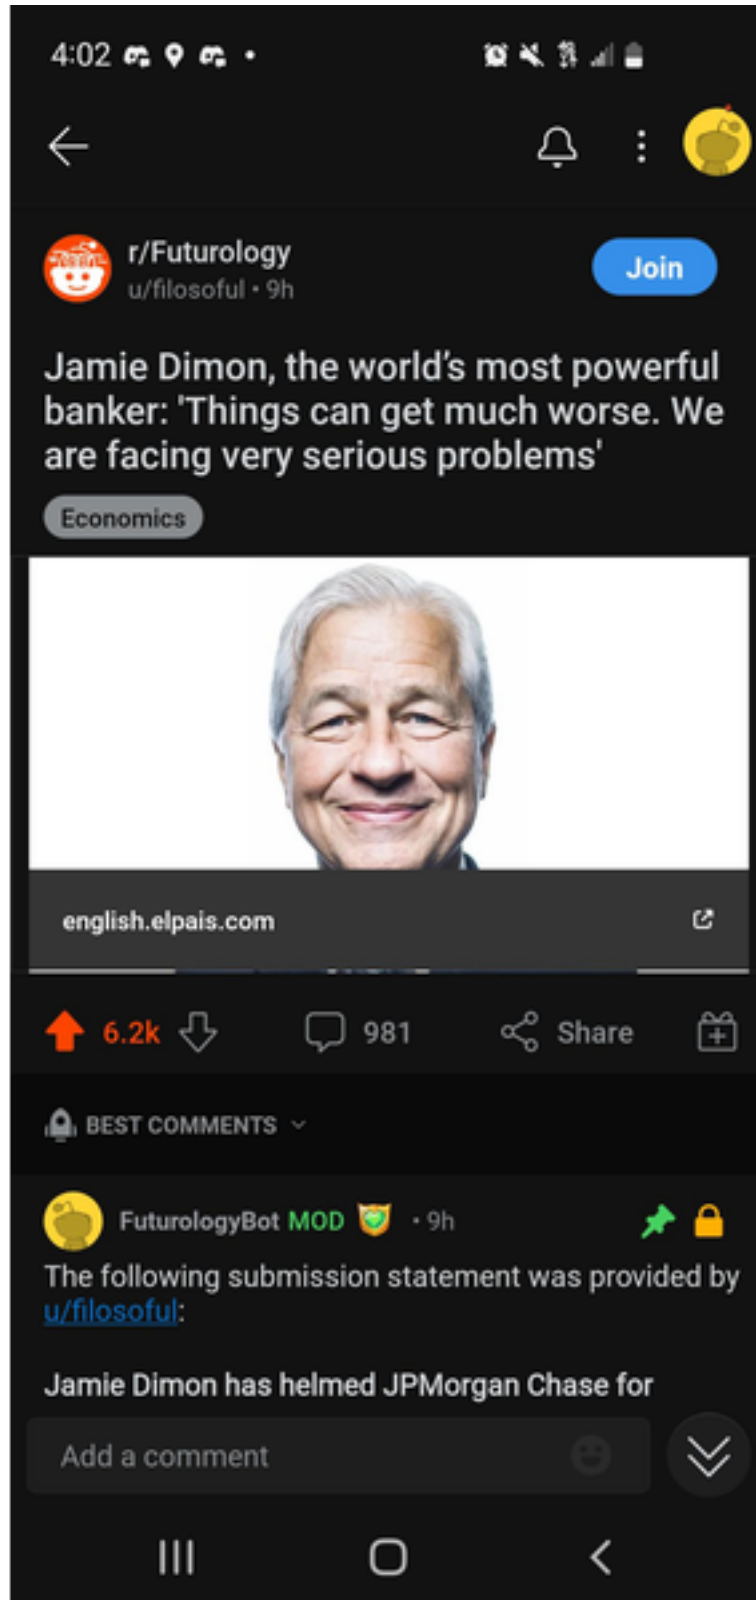 4:02
r/Futurology
u/filosoful • 9h
Join
Jamie Dimon, the world’s most powerful
banker: 'Things can get much worse. We
are facing very serious problems'
Economics
english.elpais.com
6.2k
981
Share
BEST COMMENTS
FuturologyBot MOD • 9h
The following submission statement was provided by
u/filosoful:
Jamie Dimon has helmed JPMorgan Chase for
Add a comment